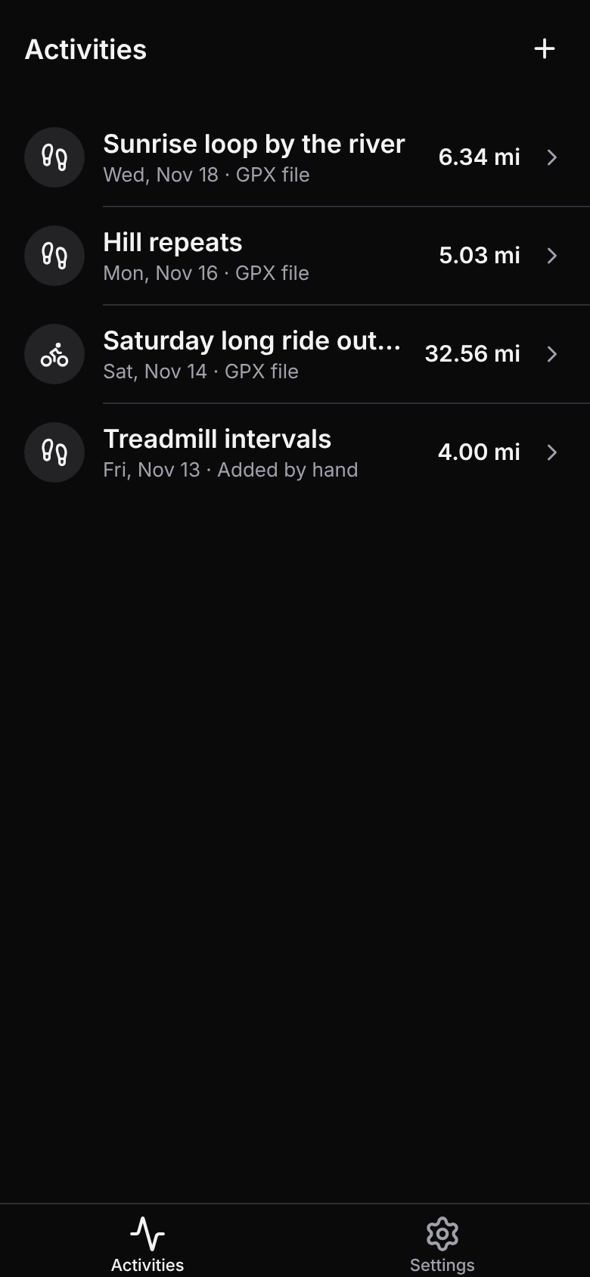 Activities
Sunrise loop by the river
Wed, Nov 18 · GPX file
6.34 mi
Hill repeats
Mon, Nov 16 · GPX file
5.03 mi
Saturday long ride out...
Sat, Nov 14 · GPX file
32.56 mi
Treadmill intervals
Fri, Nov 13 · Added by hand
4.00 mi
Activities
Settings